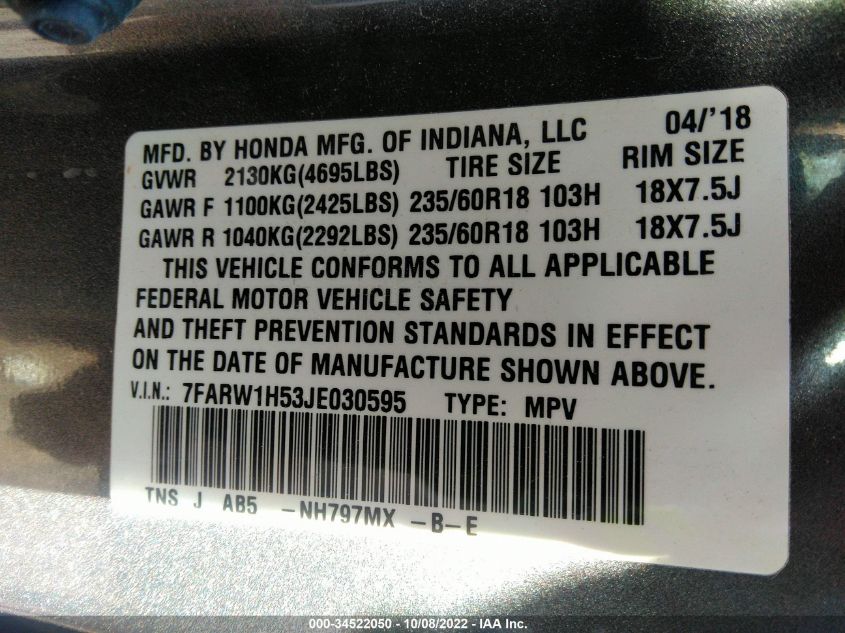 MFD. BY HONDA MFG. OF INDIANA, LLC 04/'18
GVWR 2130KG(4695LBS) TIRE SIZE RIM SIZE
GAWR F 1100KG(2425LBS) 235/60R18 103H 18X7.5J
GAWR R 1040KG(2292LBS) 235/60R18 103H 18X7.5J
THIS VEHICLE CONFORMS TO ALL APPLICABLE
FEDERAL MOTOR VEHICLE SAFETY
AND THEFT PREVENTION STANDARDS IN EFFECT
ON THE DATE OF MANUFACTURE SHOWN ABOVE.
V.I.N.: 7FARW1H53JE030595 TYPE: MPV
TNS J AB5 -NH797MX -B-E
000-34522050 - 10/08/2022 - IAA Inc.